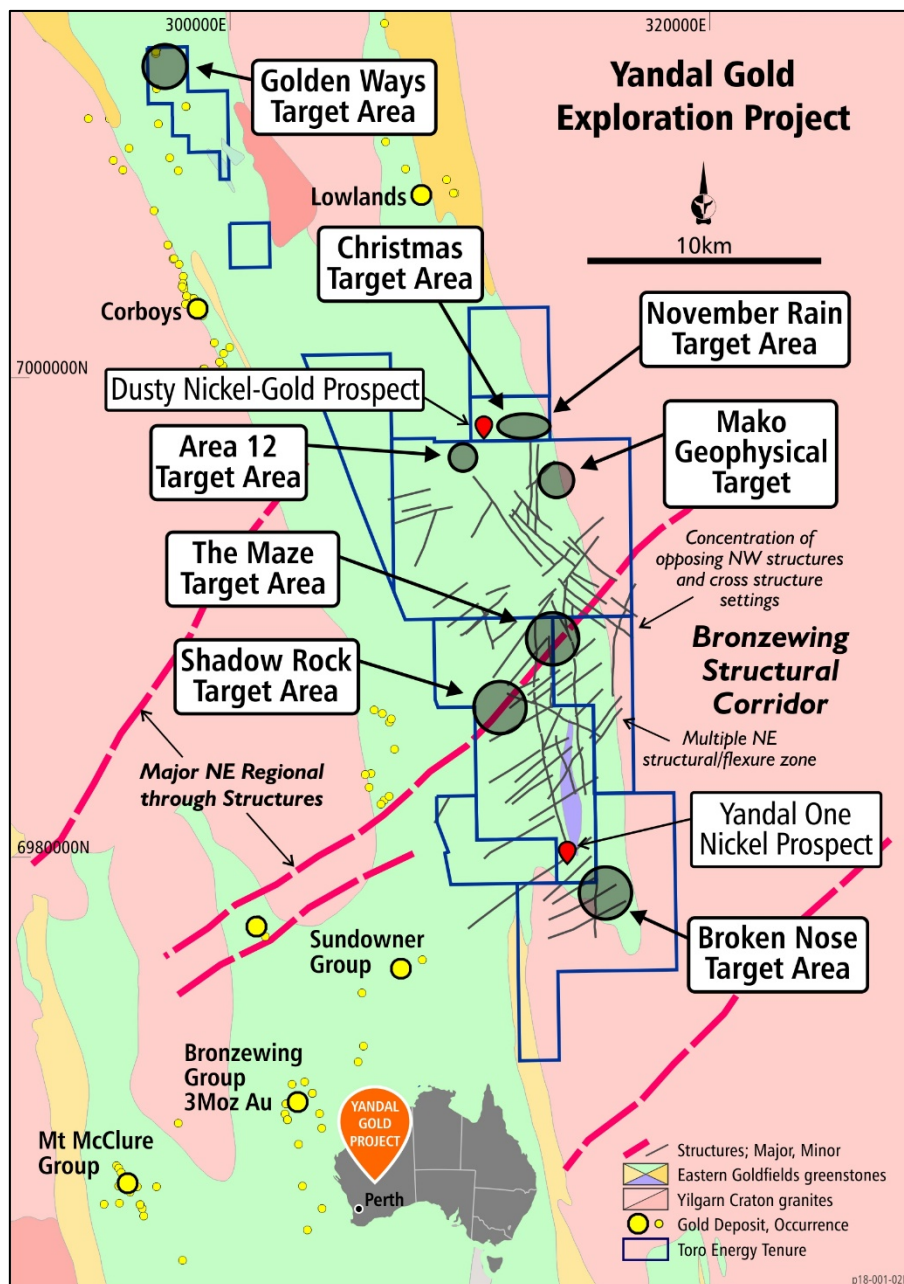 300000E
320000E
Yandal Gold
Exploration Project
Golden Ways
Target Area
Lowlands
10km
Christmas
Target Area
Corboys
November Rain
Target Area
7000000N
Dusty Nickel-Gold Prospect
Area 12
Target Area
Mako
Geophysical
Target
The Maze
Target Area
Concentration of
opposing NW structures
and cross structure
settings
Shadow Rock
Target Area
Bronzewing
Structural
Corridor
Multiple NE
structural/flexure zone
Major NE Regional
through Structures
Yandal One
Nickel Prospect
6980000N
Sundowner
Group
Broken Nose
Target Area
Bronzewing
Group
3Moz Au
YANDAL
GOLD
PROJECT
Mt McClure
Group
Perth
Structures; Major, Minor
Eastern Goldfields greenstones
Yilgarn Craton granites
Gold Deposit, Occurrence
Toro Energy Tenure
p18-001-02